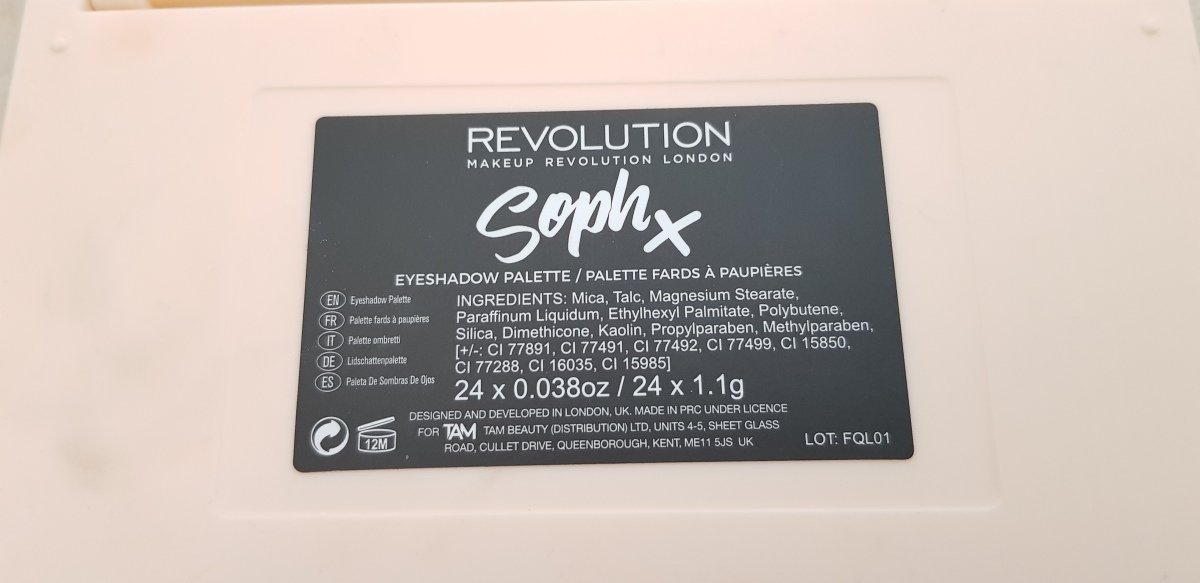 REVOLUTION
MAKEUP REVOLUTION LONDON
Soph x
EYESHADOW PALETTE / PALETTE FARDS À PAUPIÈRES
EN Eyeshadow Palette
FR Palette fards à paupières
IT Palette ombretti
DE Lidschattenpalette
ES Paleta De Sombras De Ojos
INGREDIENTS: Mica, Talc, Magnesium Stearate,
Paraffinum Liquidum, Ethylhexyl Palmitate, Polybutene,
Silica, Dimethicone, Kaolin, Propylparaben, Methylparaben,
[+/-: CI 77891, CI 77491, CI 77492, CI 77499, CI 15850,
CI 77288, CI 16035, CI 15985]
24 x 0.038oz / 24 x 1.1g
DESIGNED AND DEVELOPED IN LONDON, UK. MADE IN PRC UNDER LICENCE
FOR TAM TAM BEAUTY (DISTRIBUTION) LTD, UNITS 4-5, SHEET GLASS
ROAD, CULLET DRIVE, QUEENBOROUGH, KENT, ME11 5JS UK
12M
LOT: FQL01